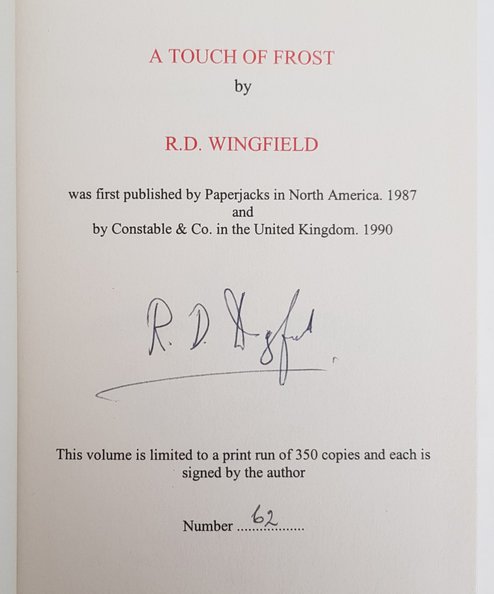 A TOUCH OF FROST
by
R.D. WINGFIELD
was first published by Paperjacks in North America. 1987
and
by Constable & Co. in the United Kingdom. 1990
R. D. Wingfield
This volume is limited to a print run of 350 copies and each is
signed by the author
Number ...62...............